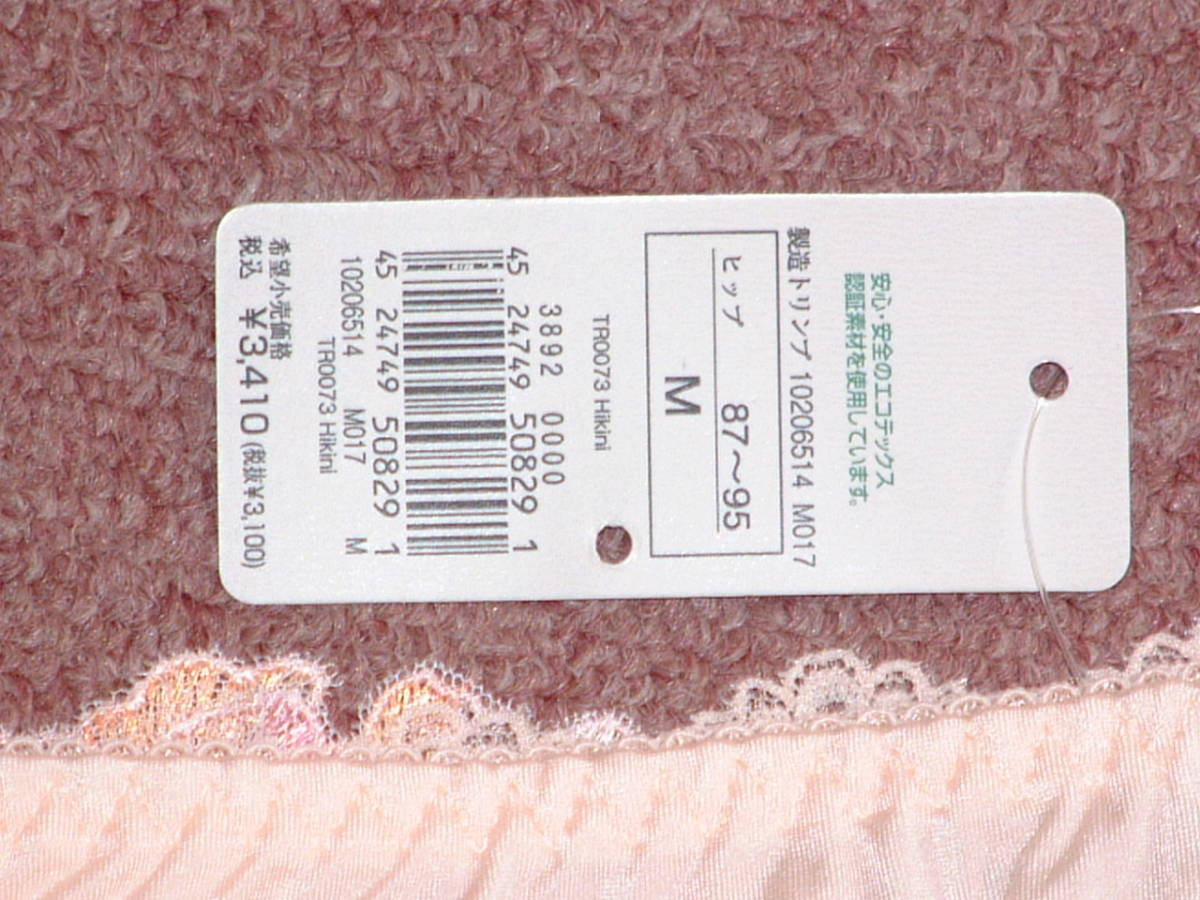 安心・安全のエコテックス
認証素材を使用しています。
製造 トリンプ 10206514 M017
ヒップ 87～95
M
TR0073 Hikini
3892 0000
45 24749 50829 1
45 24749 50829 1
10206514 M017 M
TR0073 Hikini
希望小売価格
税込 ¥3,410(税抜¥3,100)